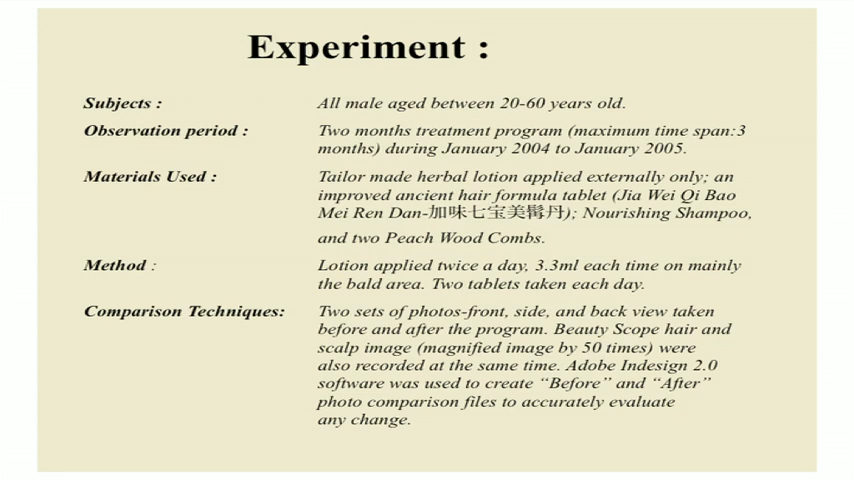 Experiment :
Subjects : All male aged between 20-60 years old.
Observation period : Two months treatment program (maximum time span:3
months) during January 2004 to January 2005.
Materials Used : Tailor made herbal lotion applied externally only; an
improved ancient hair formula tablet (Jia Wei Qi Bao
Mei Ren Dan-加味七宝美髯丹); Nourishing Shampoo,
and two Peach Wood Combs.
Method : Lotion applied twice a day, 3.3ml each time on mainly
the bald area. Two tablets taken each day.
Comparison Techniques: Two sets of photos-front, side, and back view taken
before and after the program. Beauty Scope hair and
scalp image (magnified image by 50 times) were
also recorded at the same time. Adobe Indesign 2.0
software was used to create “Before” and “After”
photo comparison files to accurately evaluate
any change.